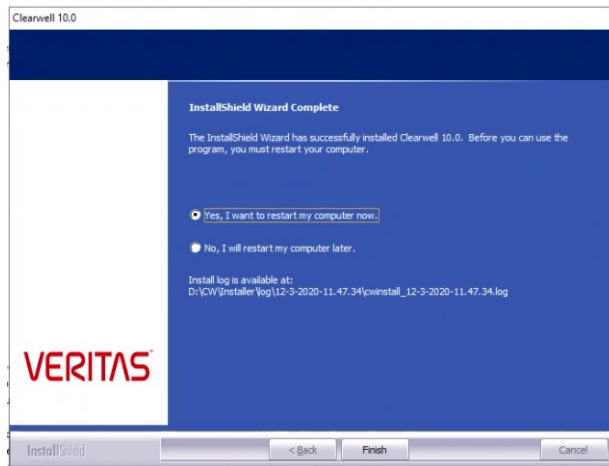 Clearwell 10.0
InstallShield Wizard Complete
The InstallShield Wizard has successfully installed Clearwell 10.0. Before you can use the
program, you must restart your computer.
Yes, I want to restart my computer now.
No, I will restart my computer later.
Install log is available at:
D:\CW\Installer\log\12-3-2020-11.47.34\cwinstall_12-3-2020-11.47.34.log
VERITAS
InstallShield
< Back
Finish
Cancel